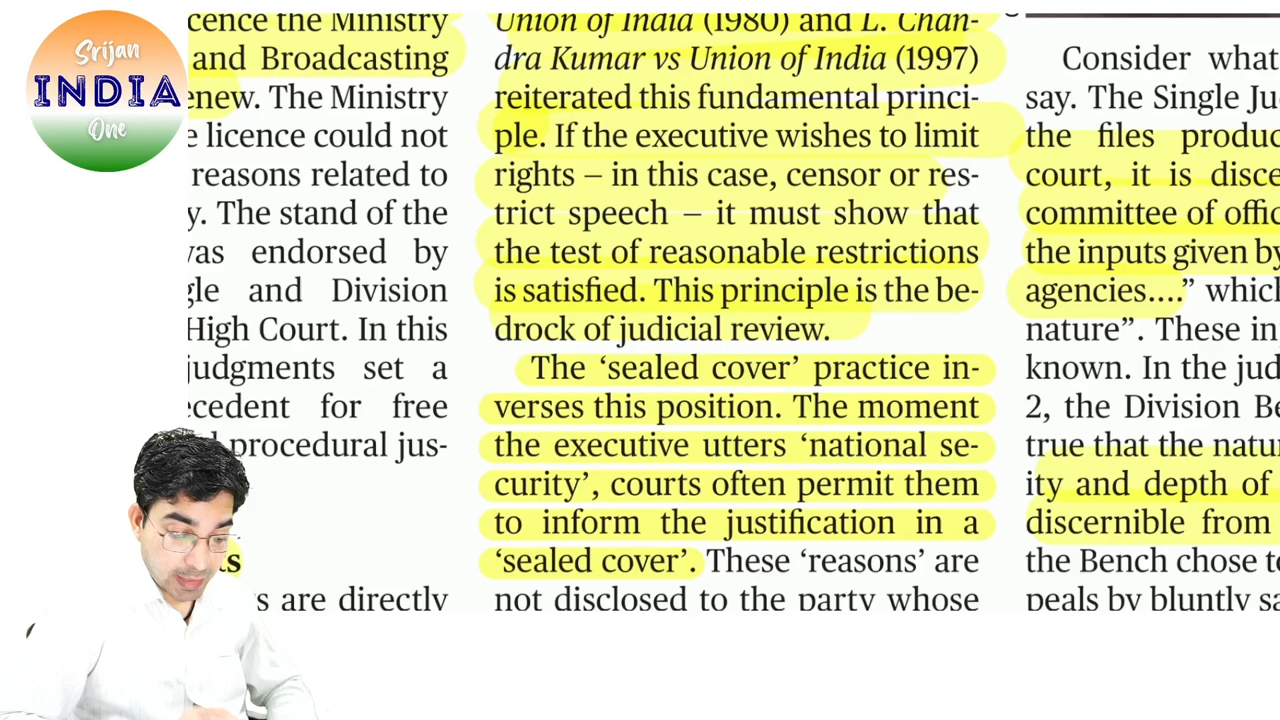 Srijan
INDIA
One
cence the Ministry
and Broadcasting
enew. The Ministry
e licence could not
reasons related to
y. The stand of the
was endorsed by
gle and Division
High Court. In this
judgments set a
ecedent for free
procedural jus-
ts
s are directly
Union of India (1980) and L. Chan-
dra Kumar vs Union of India (1997)
reiterated this fundamental princi-
ple. If the executive wishes to limit
rights – in this case, censor or res-
trict speech – it must show that
the test of reasonable restrictions
is satisfied. This principle is the be-
drock of judicial review.
The ‘sealed cover’ practice in-
verses this position. The moment
the executive utters ‘national se-
curity’, courts often permit them
to inform the justification in a
‘sealed cover’. These ‘reasons’ are
not disclosed to the party whose
Consider what
say. The Single Ju
the files produc
court, it is disce
committee of offic
the inputs given by
agencies....” which
nature”. These in
known. In the jud
2, the Division Be
true that the natu
ity and depth of
discernible from
the Bench chose to
peals by bluntly sa